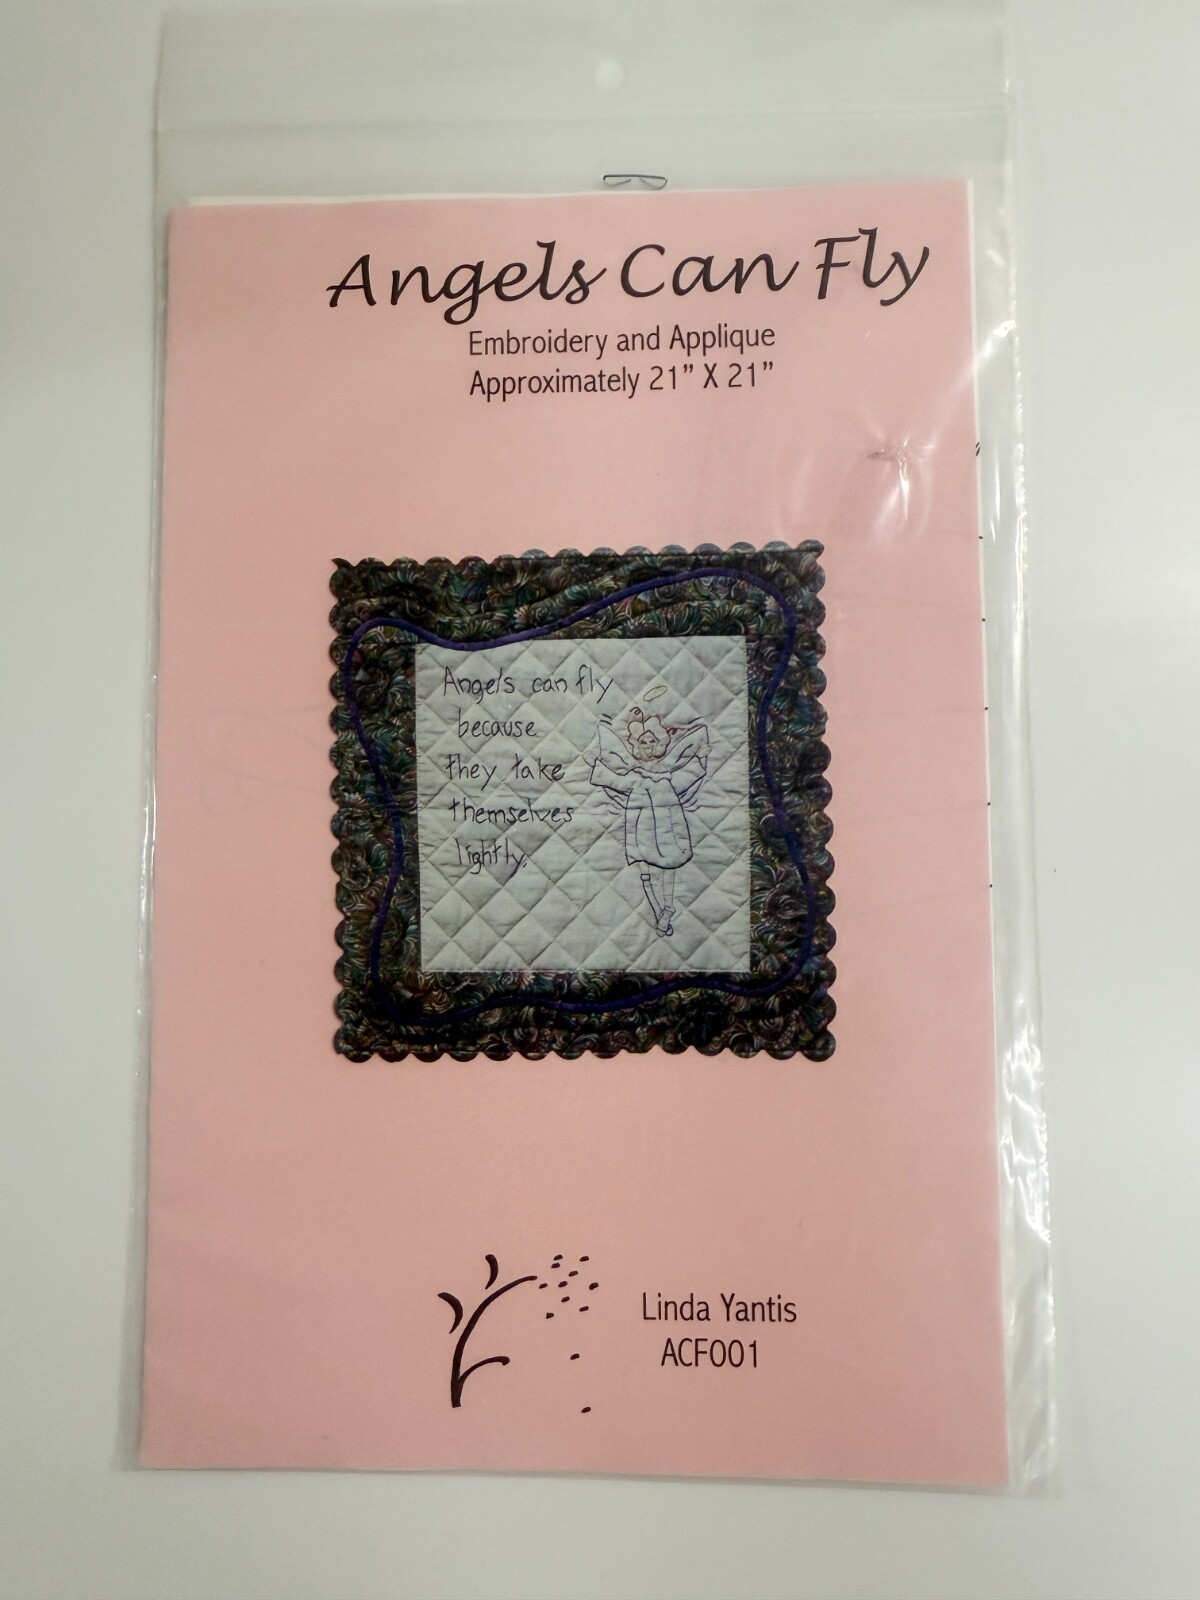 Angels Can Fly
Embroidery and Applique
Approximately 21” X 21”
Angels can fly
because
they take
themselves
lightly.
Linda Yantis
ACF001